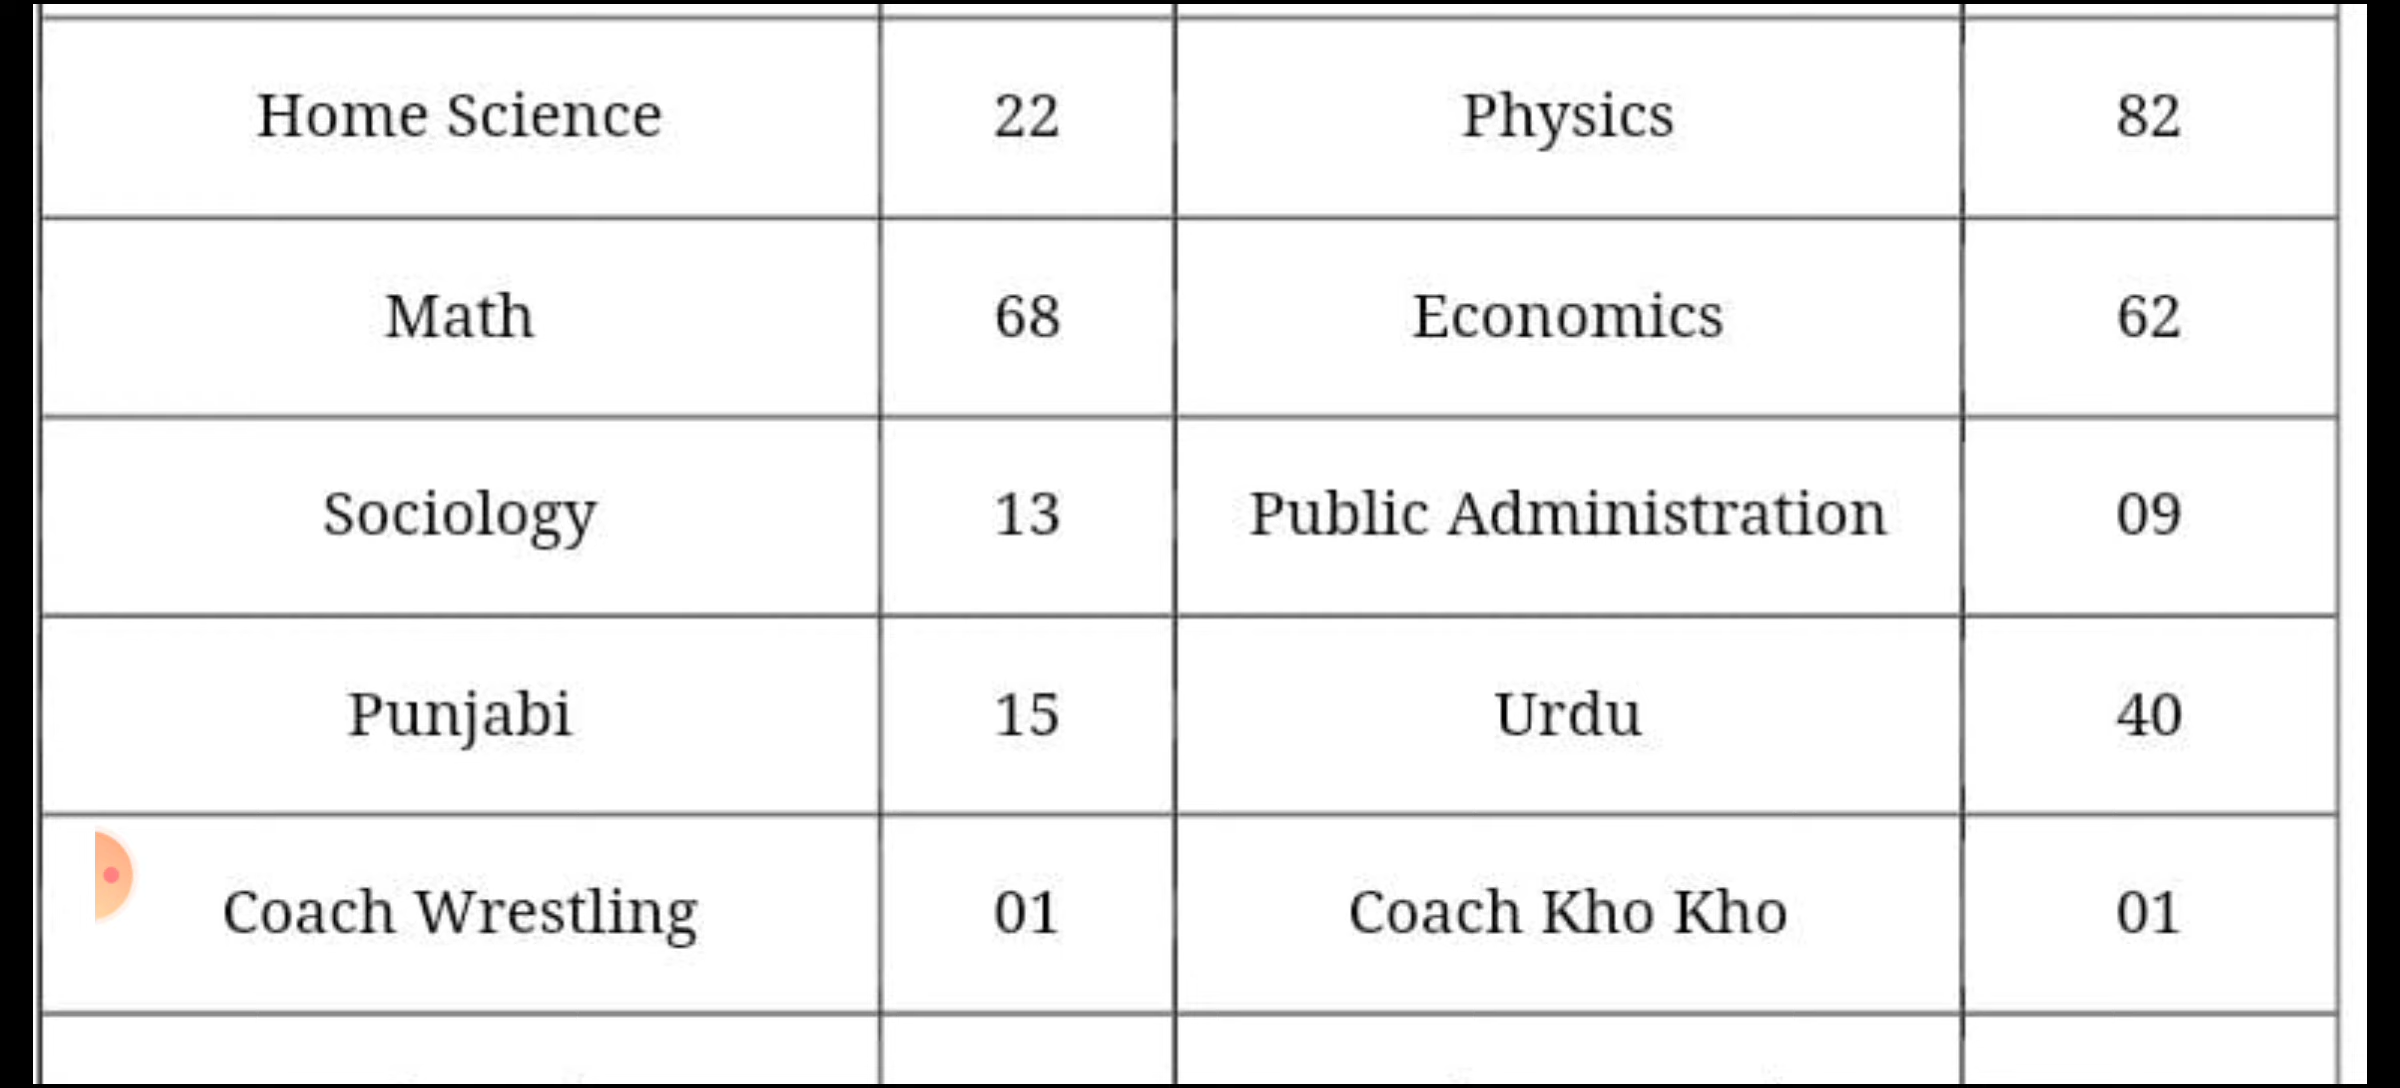 Home Science 22 Physics 82
Math 68 Economics 62
Sociology 13 Public Administration 09
Punjabi 15 Urdu 40
Coach Wrestling 01 Coach Kho Kho 01